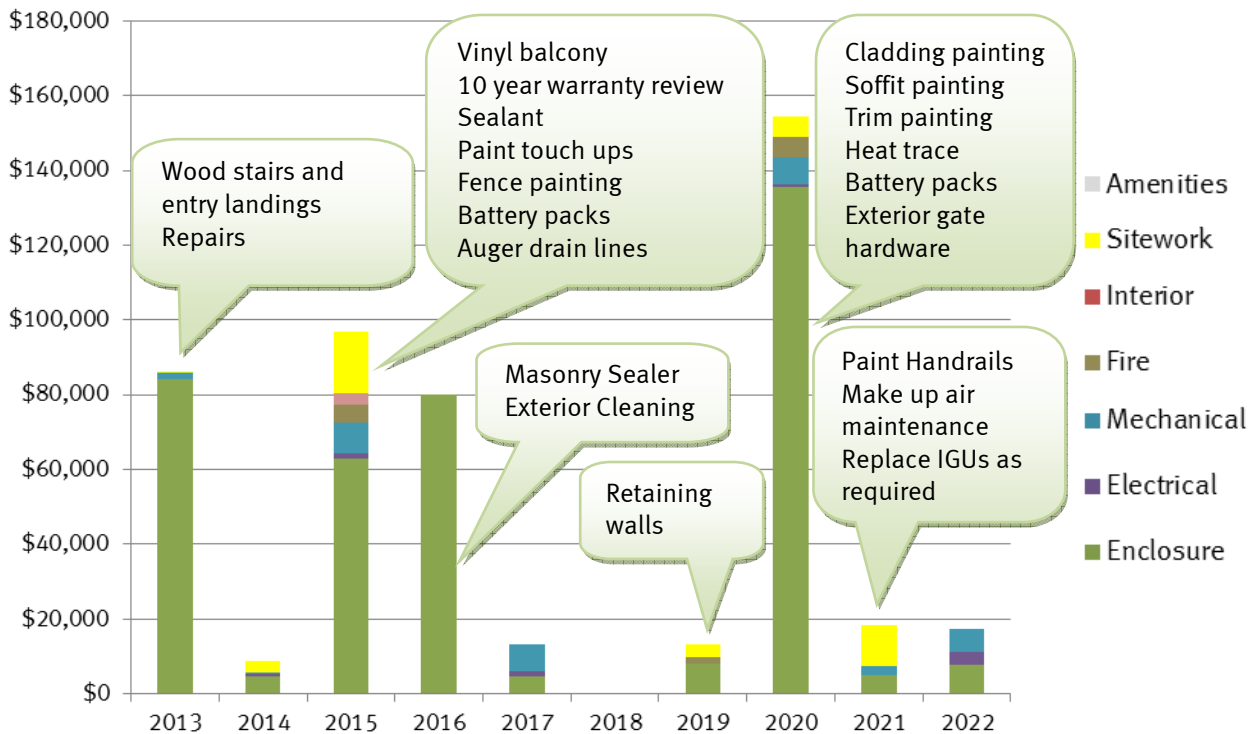 $180,000
$160,000
$140,000
$120,000
$100,000
$80,000
$60,000
$40,000
$20,000
$0
Wood stairs and
entry landings
Repairs
Vinyl balcony
10 year warranty review
Sealant
Paint touch ups
Fence painting
Battery packs
Auger drain lines
Masonry Sealer
Exterior Cleaning
Retaining
walls
Cladding painting
Soffit painting
Trim painting
Heat trace
Battery packs
Exterior gate
hardware
Paint Handrails
Make up air
maintenance
Replace IGUs as
required
Amenities
Sitework
Interior
Fire
Mechanical
Electrical
Enclosure
2013 2014 2015 2016 2017 2018 2019 2020 2021 2022